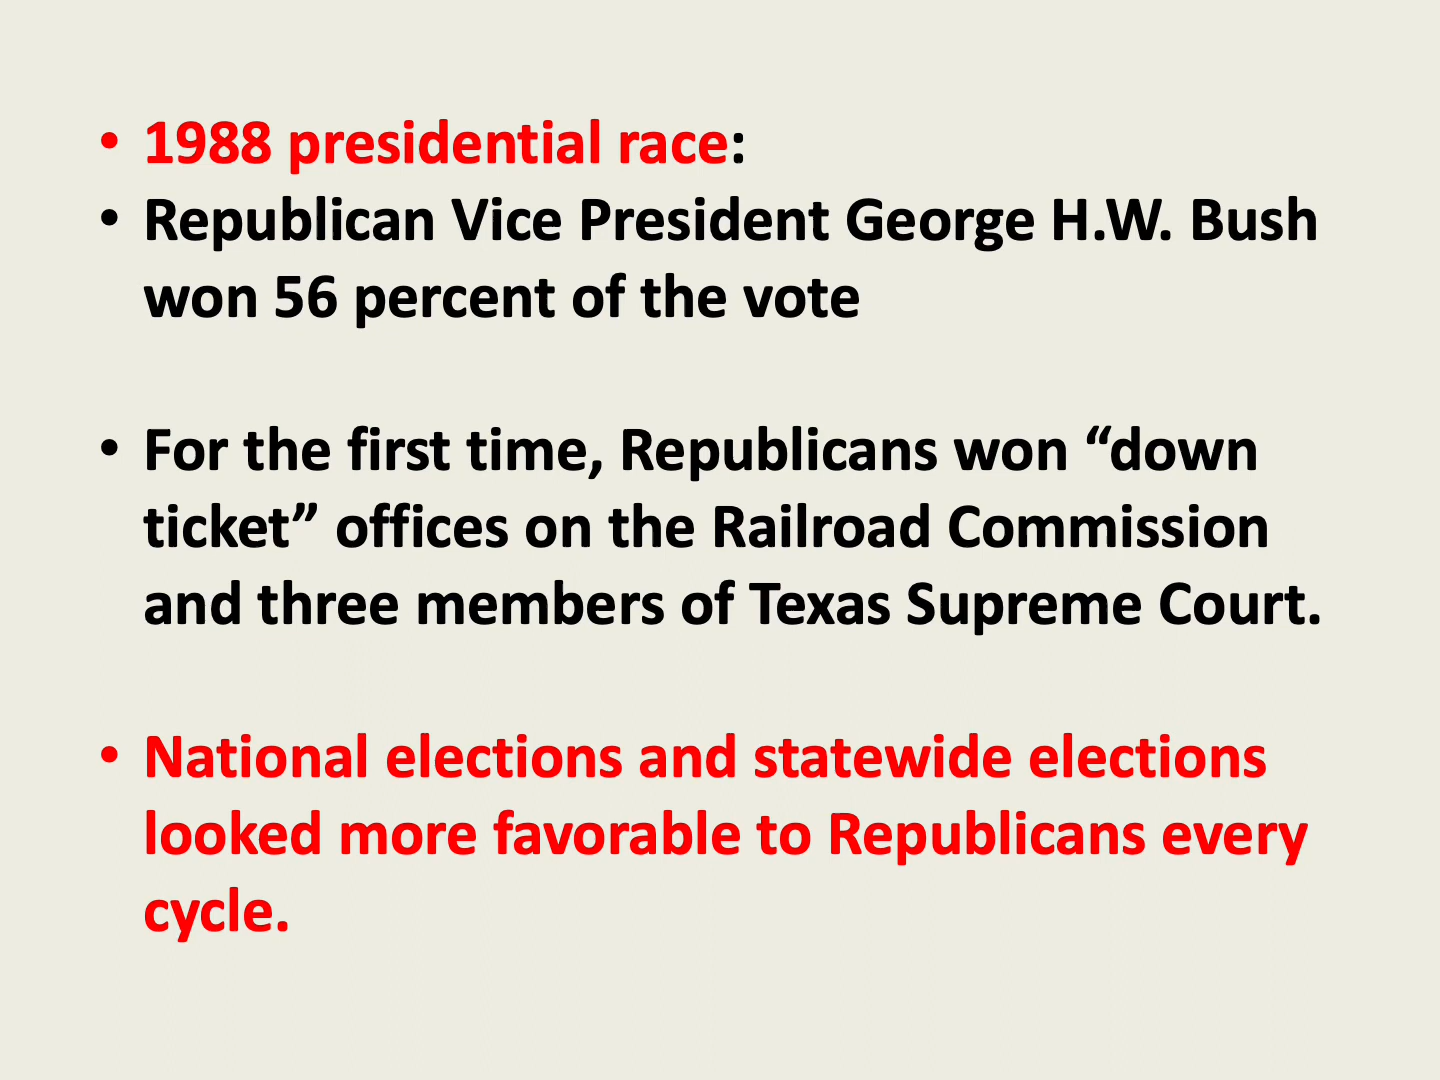 • 1988 presidential race:
• Republican Vice President George H.W. Bush
won 56 percent of the vote
• For the first time, Republicans won “down
ticket” offices on the Railroad Commission
and three members of Texas Supreme Court.
• National elections and statewide elections
looked more favorable to Republicans every
cycle.